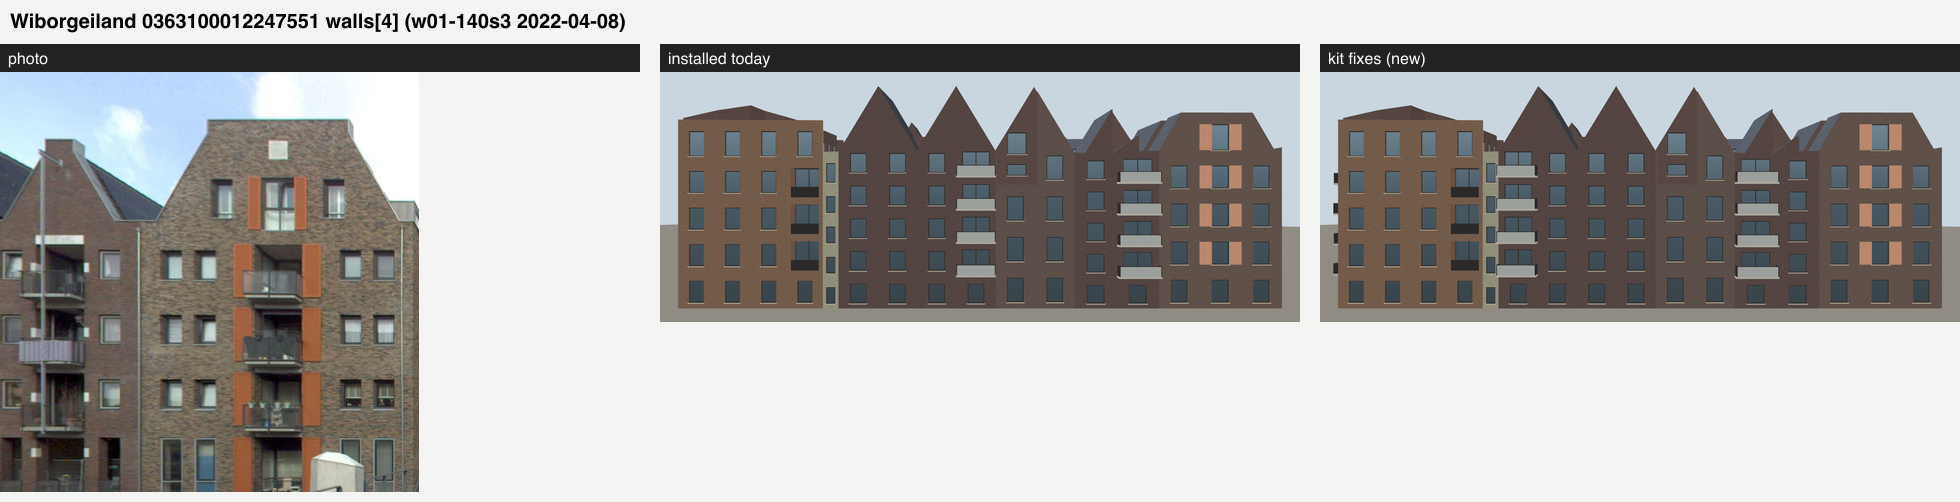 Wiborgeiland 0363100012247551 walls[4] (w01-140s3 2022-04-08)
photo
installed today
kit fixes (new)